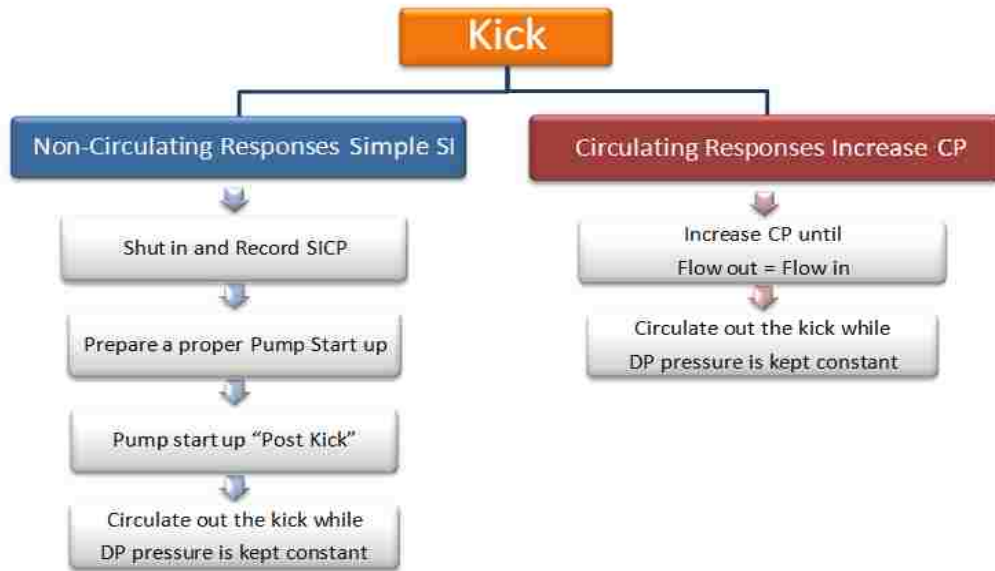 Kick
Non-Circulating Responses Simple SI
Shut in and Record SICP
Prepare a proper Pump Start up
Pump start up “Post Kick”
Circulate out the kick while
DP pressure is kept constant
Circulating Responses Increase CP
Increase CP until
Flow out = Flow in
Circulate out the kick while
DP pressure is kept constant